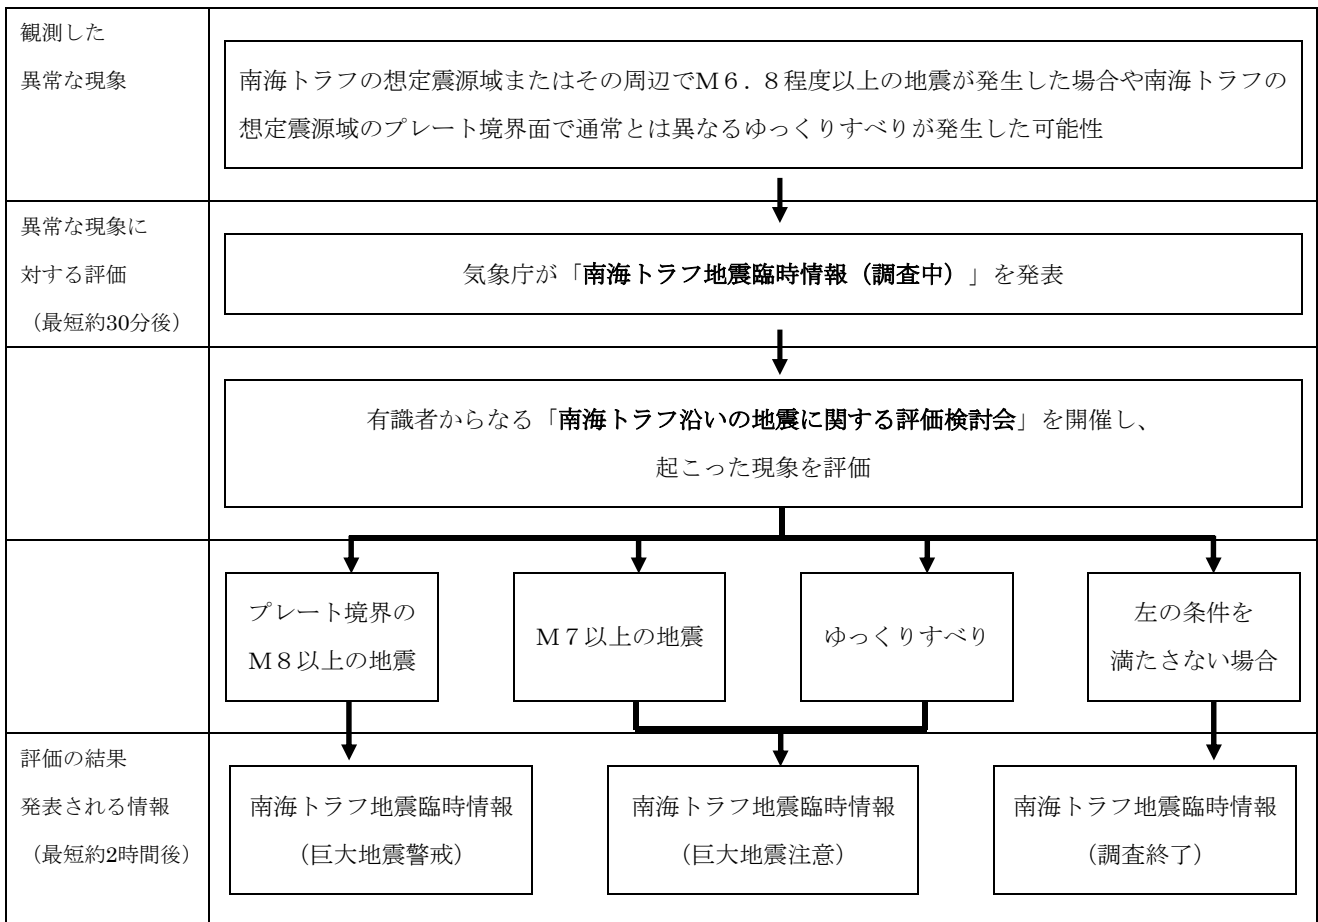 観測した
異常な現象
南海トラフの想定震源域またはその周辺でM６．８程度以上の地震が発生した場合や南海トラフの
想定震源域のプレート境界面で通常とは異なるゆっくりすべりが発生した可能性
異常な現象に
対する評価
（最短約30分後）
気象庁が「南海トラフ地震臨時情報（調査中）」を発表
有識者からなる「南海トラフ沿いの地震に関する評価検討会」を開催し、
起こった現象を評価
プレート境界の
M８以上の地震
M７以上の地震
ゆっくりすべり
左の条件を
満たさない場合
評価の結果
発表される情報
（最短約2時間後）
南海トラフ地震臨時情報
（巨大地震警戒）
南海トラフ地震臨時情報
（巨大地震注意）
南海トラフ地震臨時情報
（調査終了）